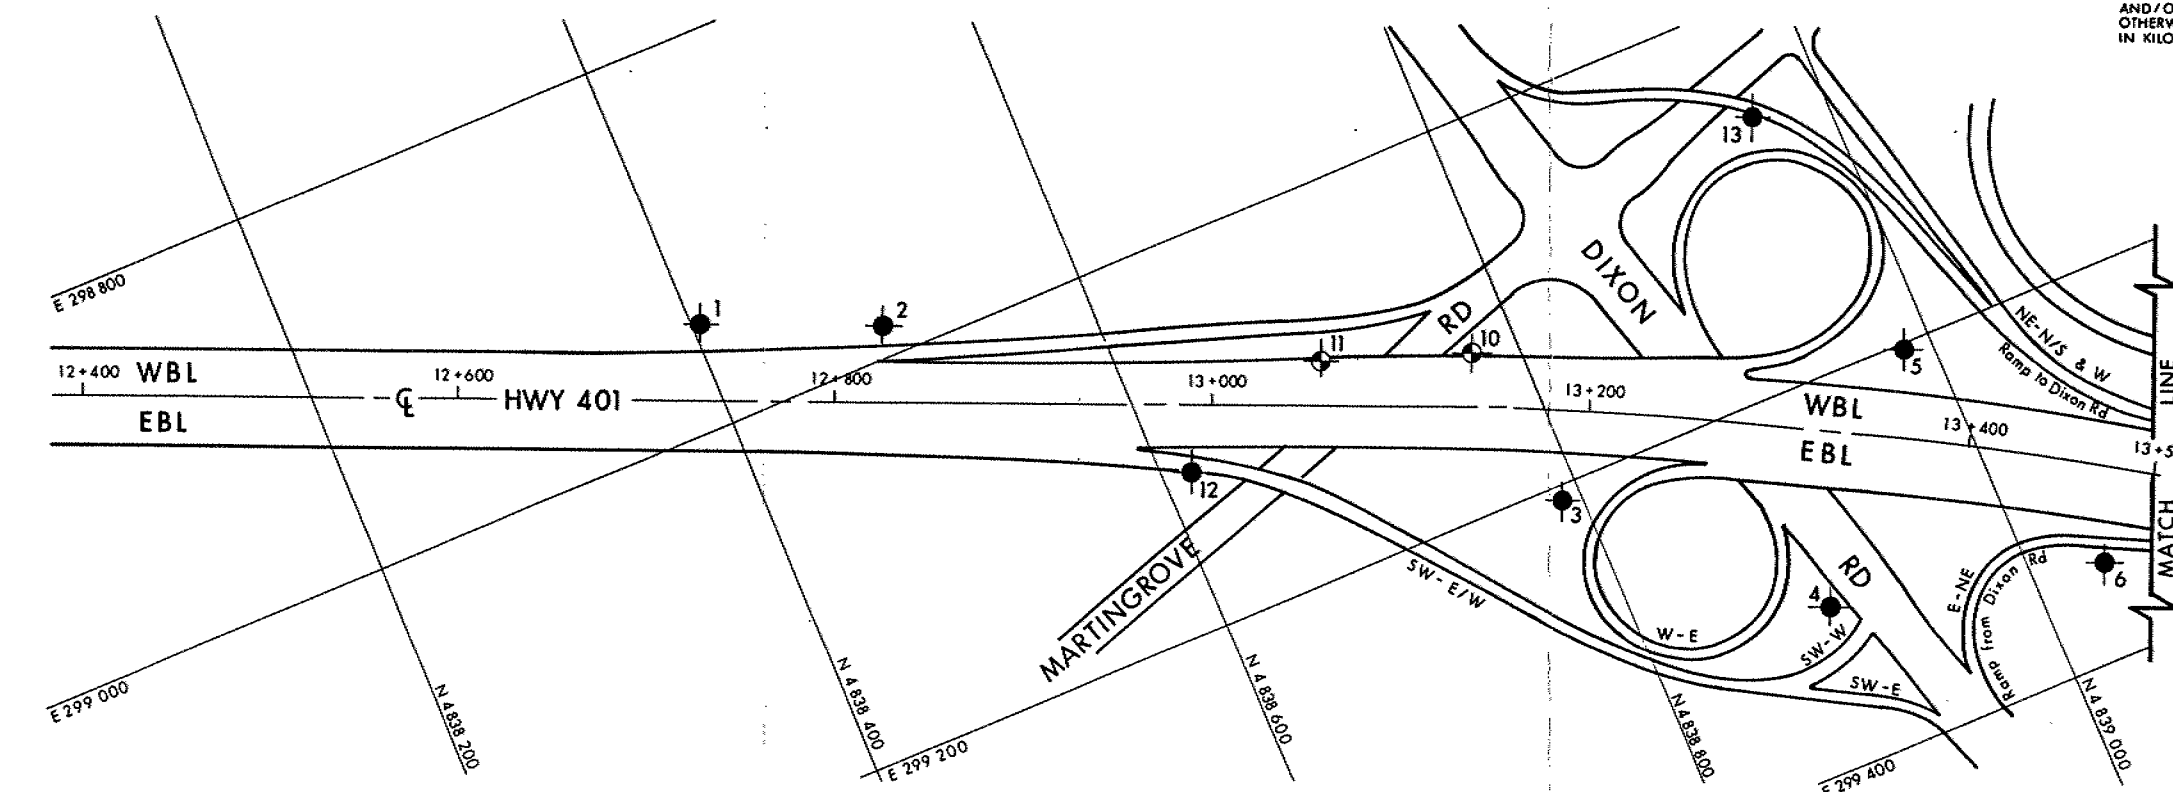 AND/O
OTHERW
IN KILO
13
DIXON
E 298 800
1
2
RD
10
11
5
NE-N/S & W
Ramp to Dixon Rd
LINE
12+400
WBL
12+600
12+800
13+000
13+200
WBL
13+400
13+5
℄
HWY 401
EBL
EBL
12
3
MATCH
MARTINGROVE
SW-E/W
RD
4
E-NE
Ramp from Dixon Rd
6
W-E
SW-W
SW-E
E 299 000
N 4 838 200
N 4 838 400
N 4 838 600
N 4 838 800
N 4 839 000
E 299 200
E 299 400